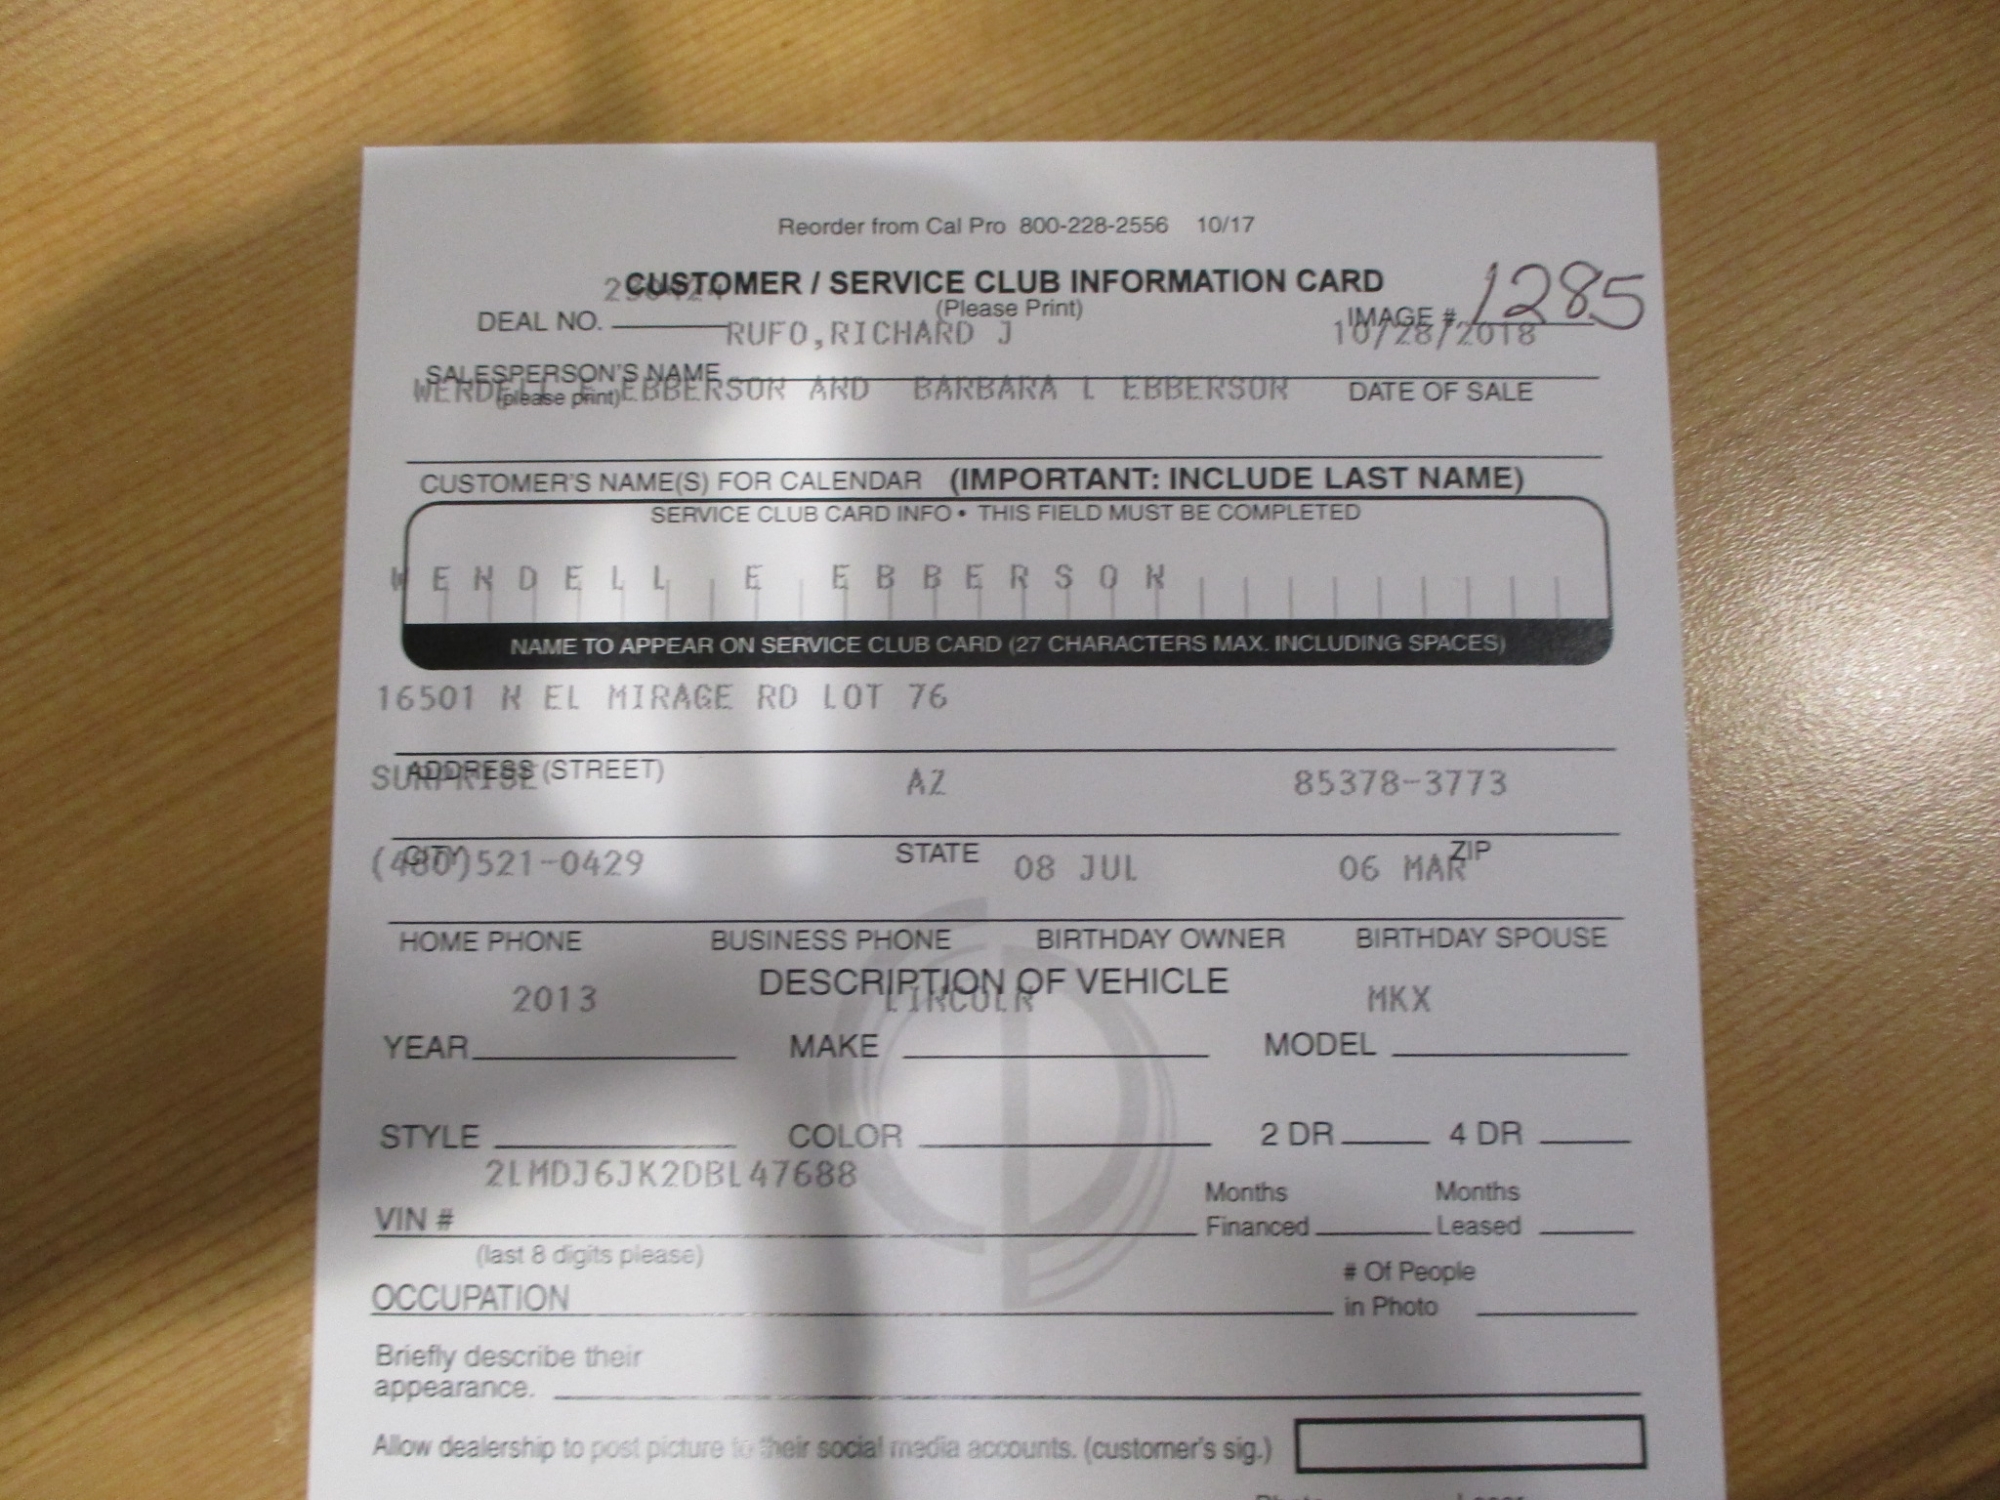 Reorder from Cal Pro 800-228-2556 10/17
CUSTOMER / SERVICE CLUB INFORMATION CARD
(Please Print)
DEAL NO. IMAGE # 1285
RUFO,RICHARD J 10/28/2018
SALESPERSON'S NAME
(please print) DATE OF SALE
WENDELL E EBBERSON AND BARBARA L EBBERSON
CUSTOMER'S NAME(S) FOR CALENDAR (IMPORTANT: INCLUDE LAST NAME)
SERVICE CLUB CARD INFO • THIS FIELD MUST BE COMPLETED
WENDELL E EBBERSON
NAME TO APPEAR ON SERVICE CLUB CARD (27 CHARACTERS MAX. INCLUDING SPACES)
16501 N EL MIRAGE RD LOT 76
ADDRESS (STREET)
SURPRISE AZ 85378-3773
CITY STATE ZIP
(480)521-0429 08 JUL 06 MAR
HOME PHONE BUSINESS PHONE BIRTHDAY OWNER BIRTHDAY SPOUSE
DESCRIPTION OF VEHICLE
2013 LINCOLN MKX
YEAR MAKE MODEL
STYLE COLOR 2 DR 4 DR
2LMDJ6JK2DBL47688
VIN # Months Financed Months Leased
(last 8 digits please)
OCCUPATION # Of People in Photo
Briefly describe their
appearance.
Allow dealership to post picture to their social media accounts. (customer's sig.)